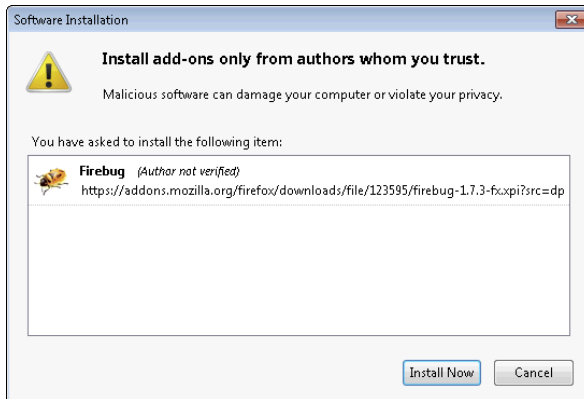 Software Installation
Install add-ons only from authors whom you trust.
Malicious software can damage your computer or violate your privacy.
You have asked to install the following item:
Firebug (Author not verified)
https://addons.mozilla.org/firefox/downloads/file/123595/firebug-1.7.3-fx.xpi?src=dp
Install Now Cancel